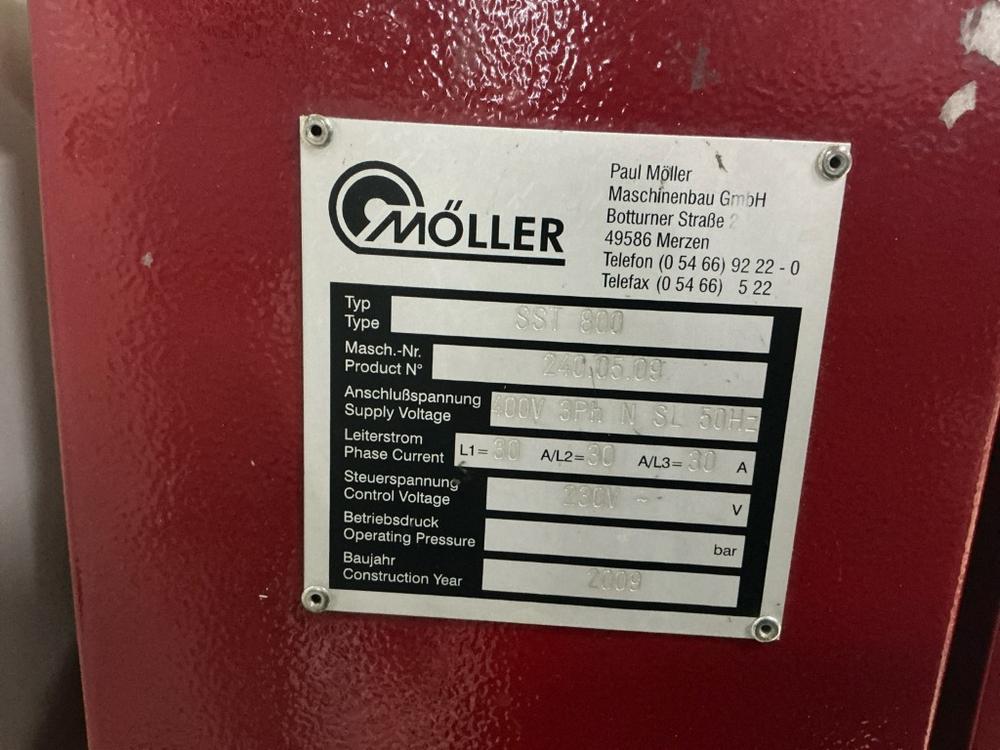 MÖLLER
Paul Möller
Maschinenbau GmbH
Botturner Straße 2
49586 Merzen
Telefon (0 54 66) 92 22 - 0
Telefax (0 54 66) 5 22
Typ
Type
SST 800
Masch.-Nr.
Product N°
240.05.09
Anschlußspannung
Supply Voltage
400V 3Ph N SL 50Hz
Leiterstrom
Phase Current
L1= 30 A/L2= 30 A/L3= 30 A
Steuerspannung
Control Voltage
230V ~ V
Betriebsdruck
Operating Pressure
bar
Baujahr
Construction Year
2009